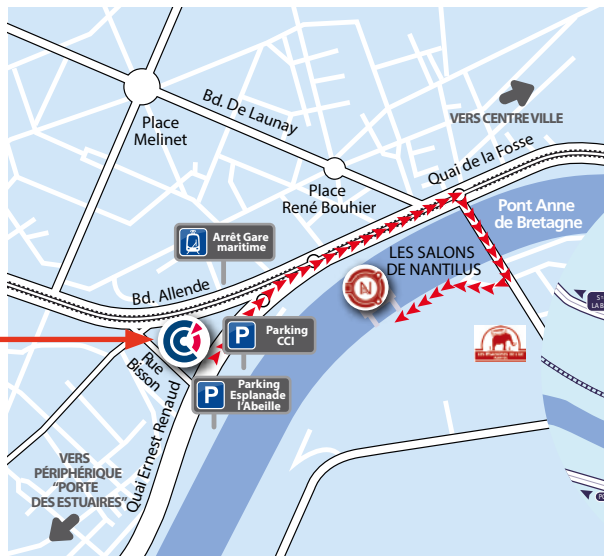 Bd. De Launay
VERS CENTRE VILLE
Place
Melinet
Quai de la Fosse
Place
René Bouhier
Pont Anne
de Bretagne
Arrêt Gare
maritime
LES SALONS
DE NANTILUS
N
Bd. Allende
P
Parking
CCI
Rue
Bisson
P
Parking
Esplanade
l'Abeille
Quai Ernest Renaud
VERS
PÉRIPHÉRIQUE
"PORTE
DES ESTUAIRES"